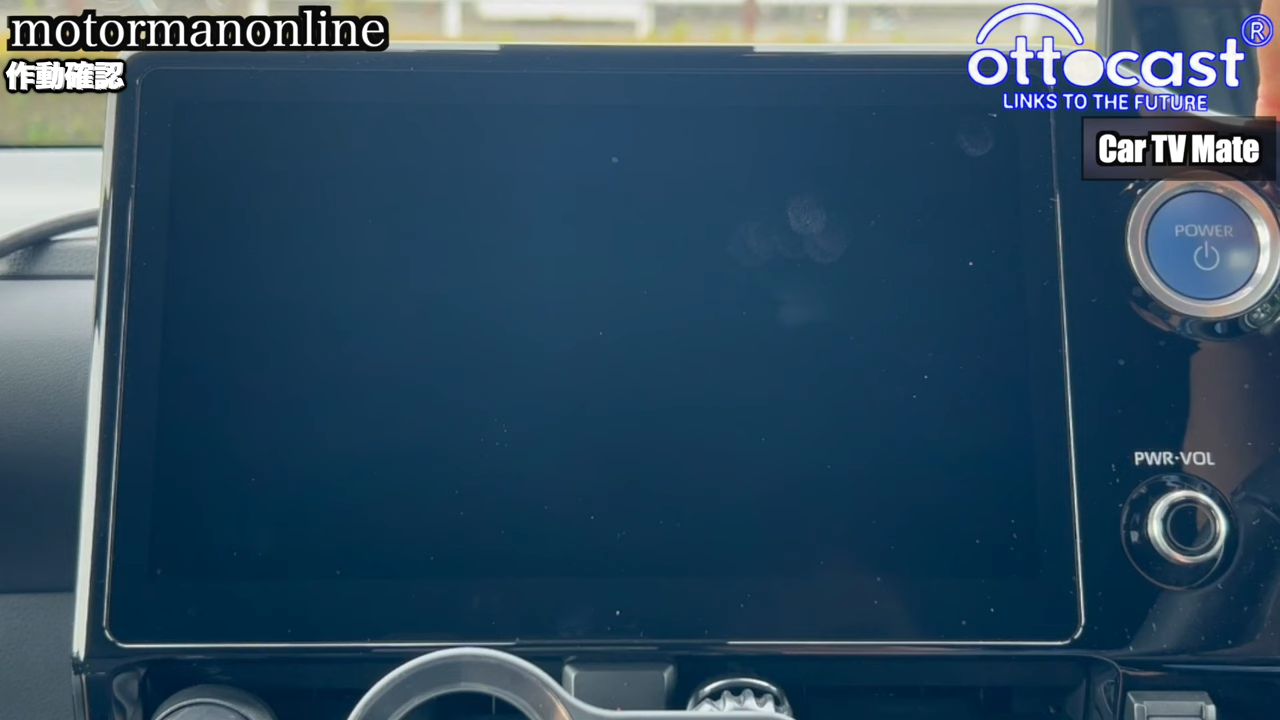 motormanonline
作動確認
ottocast®
LINKS TO THE FUTURE
Car TV Mate
POWER
PWR·VOL